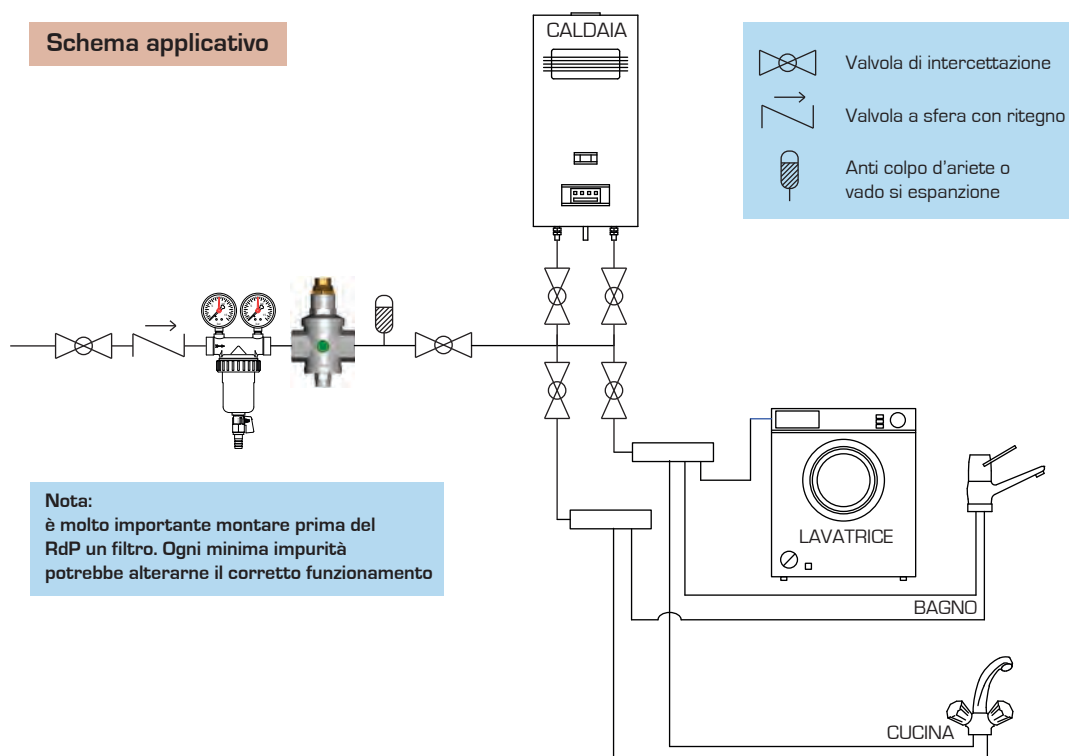 Schema applicativo
CALDAIA
Valvola di intercettazione
Valvola a sfera con ritegno
Anti colpo d'ariete o
vado si espanzione
Nota:
è molto importante montare prima del
RdP un filtro. Ogni minima impurità
potrebbe alterarne il corretto funzionamento
LAVATRICE
BAGNO
CUCINA